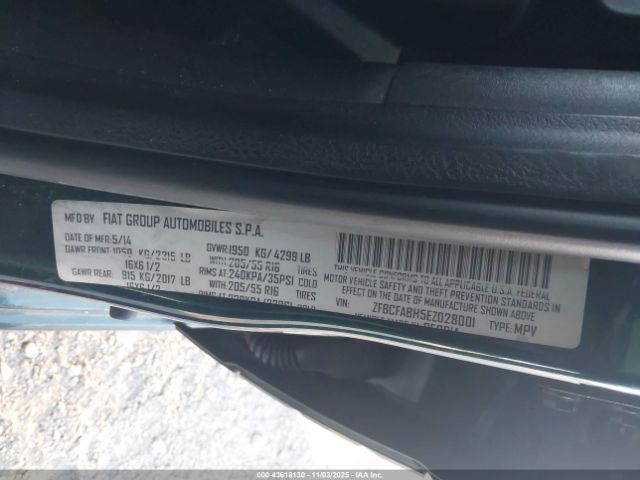 MFD BY FIAT GROUP AUTOMOBILES S.P.A.
DATE OF MFR 5/14 GVWR:1950 KG/ 4299 LB
GAWR FRONT:1050 KG/2315 LB WITH 205/55 R16 TIRES
16X6 1/2 RIMS AT:240KPA/35PSI COLD
GAWR REAR: 915 KG/2017 LB WITH 205/55 R16 TIRES
16X6 1/2 RIMS COLD
THIS VEHICLE CONFORMS TO ALL APPLICABLE U.S.A. FEDERAL
MOTOR VEHICLE SAFETY AND BUMPER STANDARDS IN
EFFECT ON THE DATE OF MANUFACTURE SHOWN ABOVE
VIN: ZFBCFABH5EZ028001 TYPE: MPV
000-43618130 - 11/03/2025 - IAA, Inc.